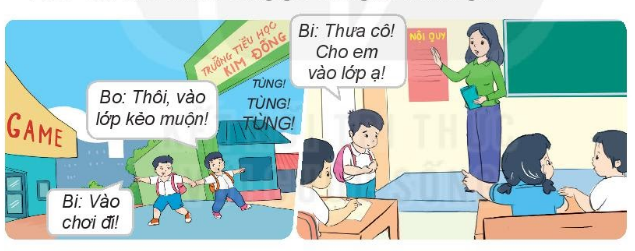 TRƯỜNG TIỂU HỌC
KIM ĐỒNG
GAME
Bo: Thôi, vào
lớp kẻo muộn!
Bi: Vào
chơi đi!
TÙNG!
TÙNG!
TÙNG!
Bi: Thưa cô!
Cho em
vào lớp ạ!
NỘI QUY